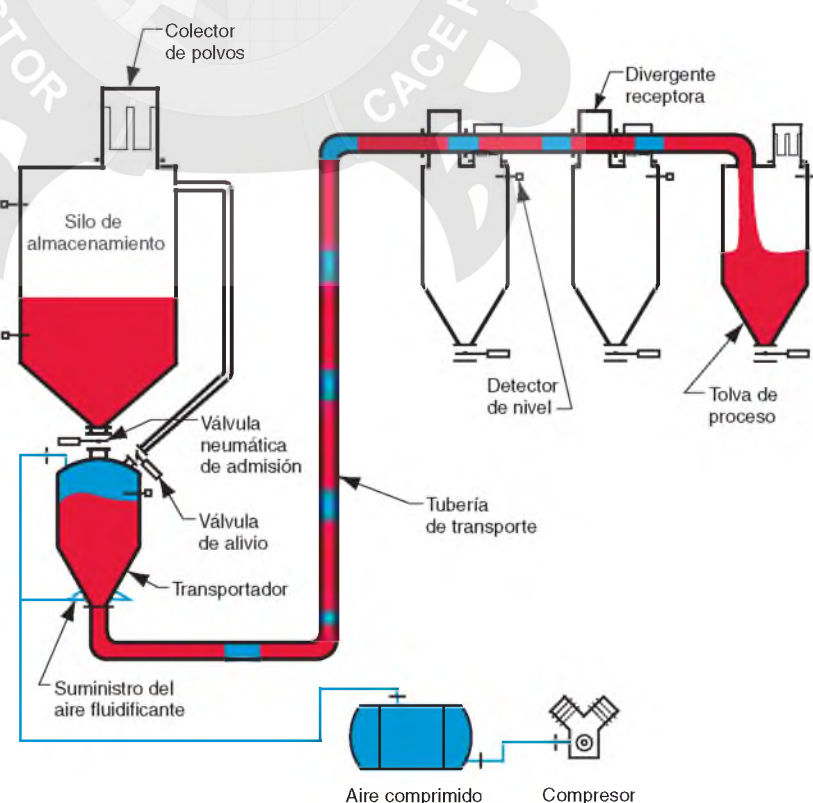 Colector
de polvos
Divergente
receptora
Silo de
almacenamiento
Detector
de nivel
Tolva de
proceso
Válvula
neumática
de admisión
Tubería
de transporte
Válvula
de alivio
Transportador
Suministro del
aire fluidificante
Aire comprimido
Compresor